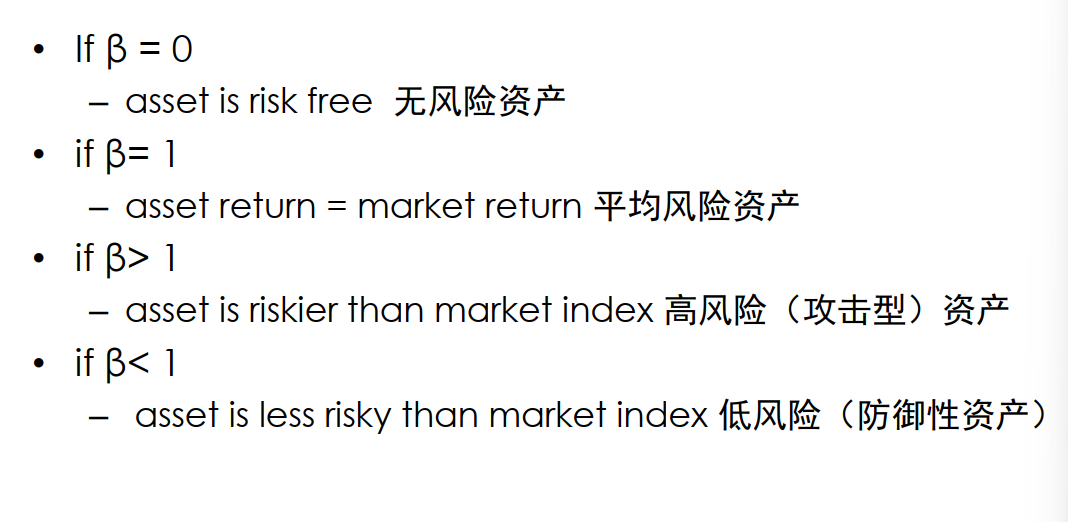 • If β = 0
– asset is risk free 无风险资产
• if β= 1
– asset return = market return 平均风险资产
• if β> 1
– asset is riskier than market index 高风险（攻击型）资产
• if β< 1
– asset is less risky than market index 低风险（防御性资产）